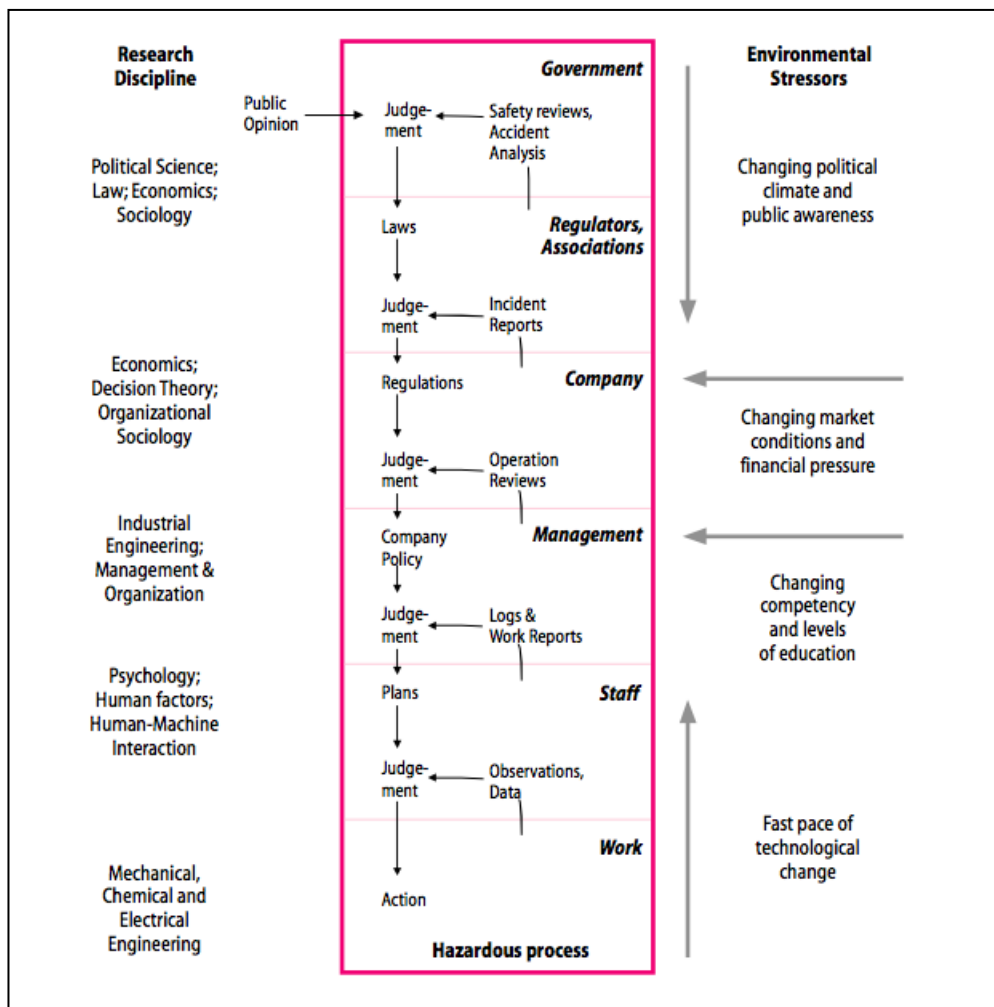 Research
Discipline
Government
Environmental
Stressors
Public
Opinion
Judge-
ment
Safety reviews,
Accident
Analysis
Political Science;
Law; Economics;
Sociology
Changing political
climate and
public awareness
Laws
Regulators,
Associations
Judge-
ment
Incident
Reports
Economics;
Decision Theory;
Organizational
Sociology
Regulations
Company
Changing market
conditions and
financial pressure
Judge-
ment
Operation
Reviews
Industrial
Engineering;
Management &
Organization
Company
Policy
Management
Changing
competency
and levels
of education
Judge-
ment
Logs &
Work Reports
Psychology;
Human factors;
Human-Machine
Interaction
Plans
Staff
Judge-
ment
Observations,
Data
Fast pace of
technological
change
Work
Mechanical,
Chemical and
Electrical
Engineering
Action
Hazardous process